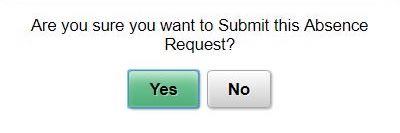 Are you sure you want to Submit this Absence
Request?
Yes No